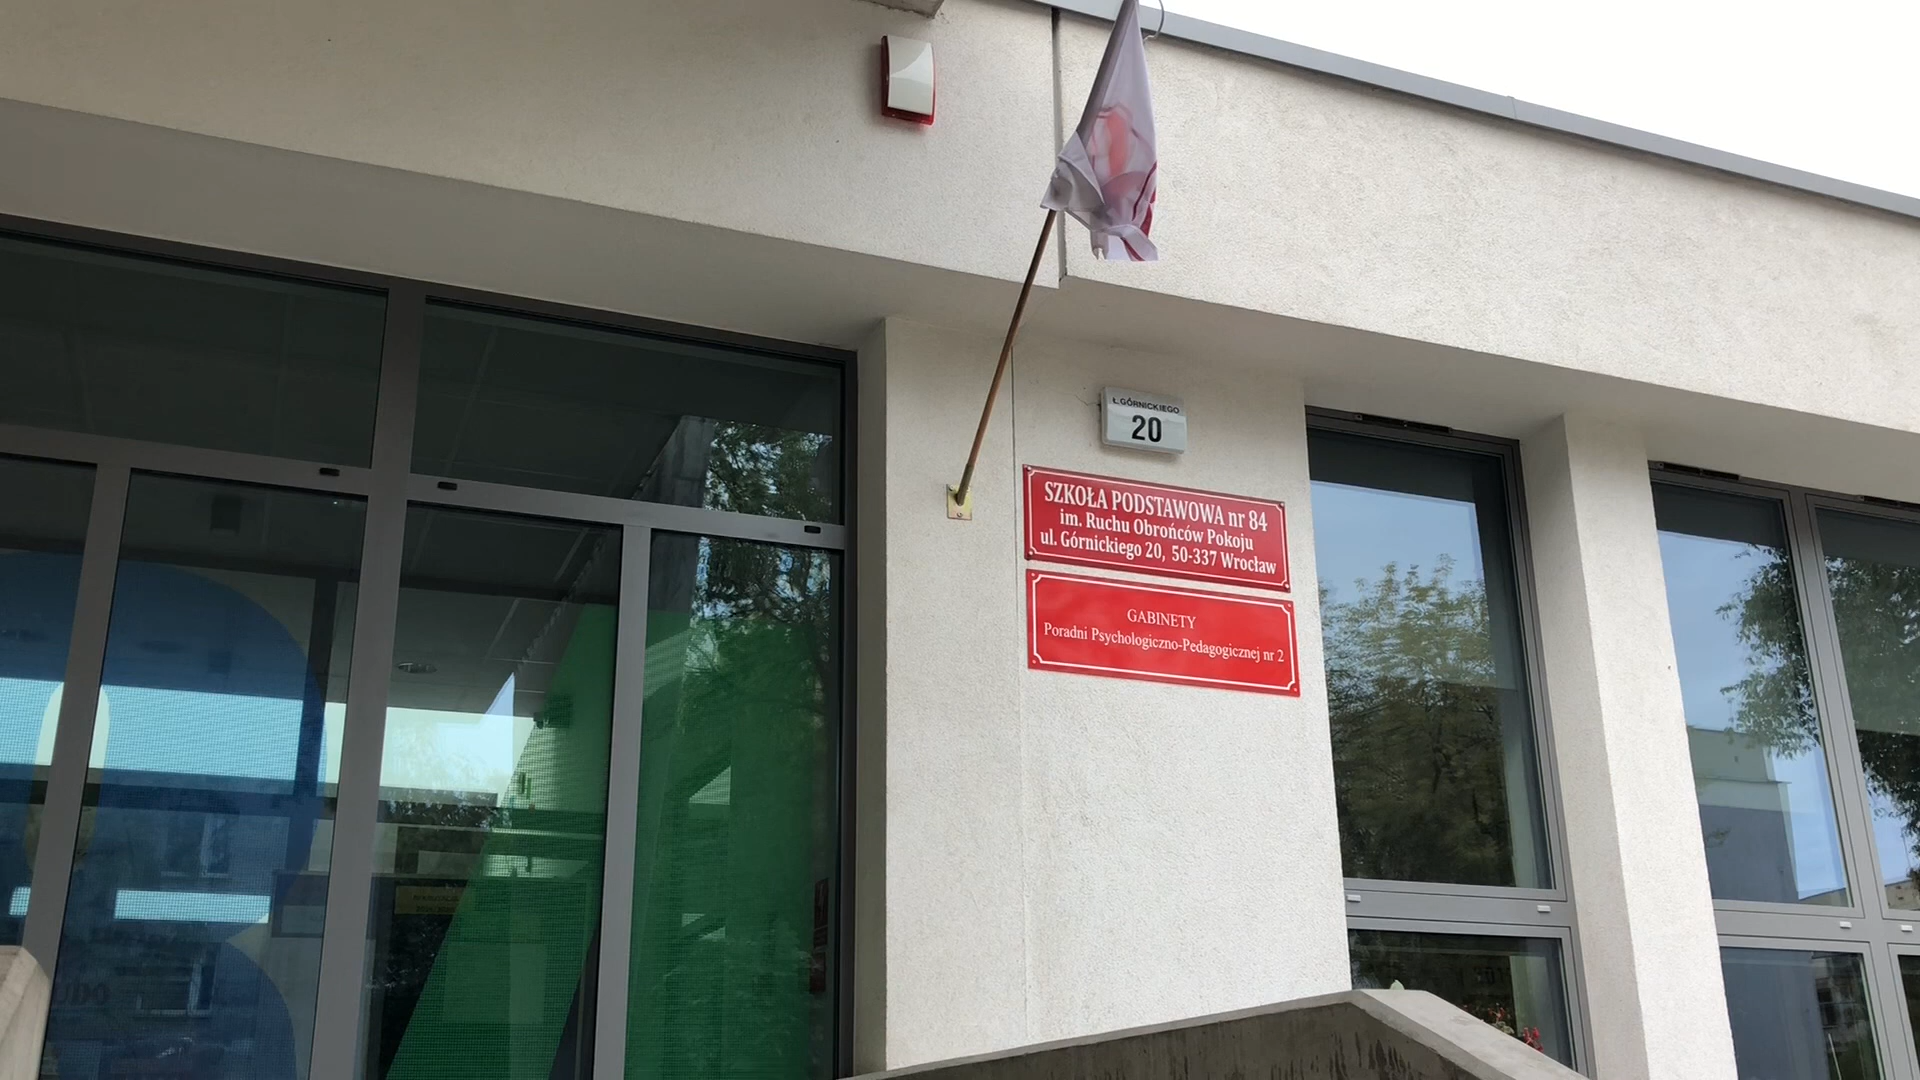 Ł. GÓRNICKIEGO
20
SZKOŁA PODSTAWOWA nr 84
im. Ruchu Obrońców Pokoju
ul. Górnickiego 20, 50-337 Wrocław
GABINETY
Poradni Psychologiczno-Pedagogicznej nr 2